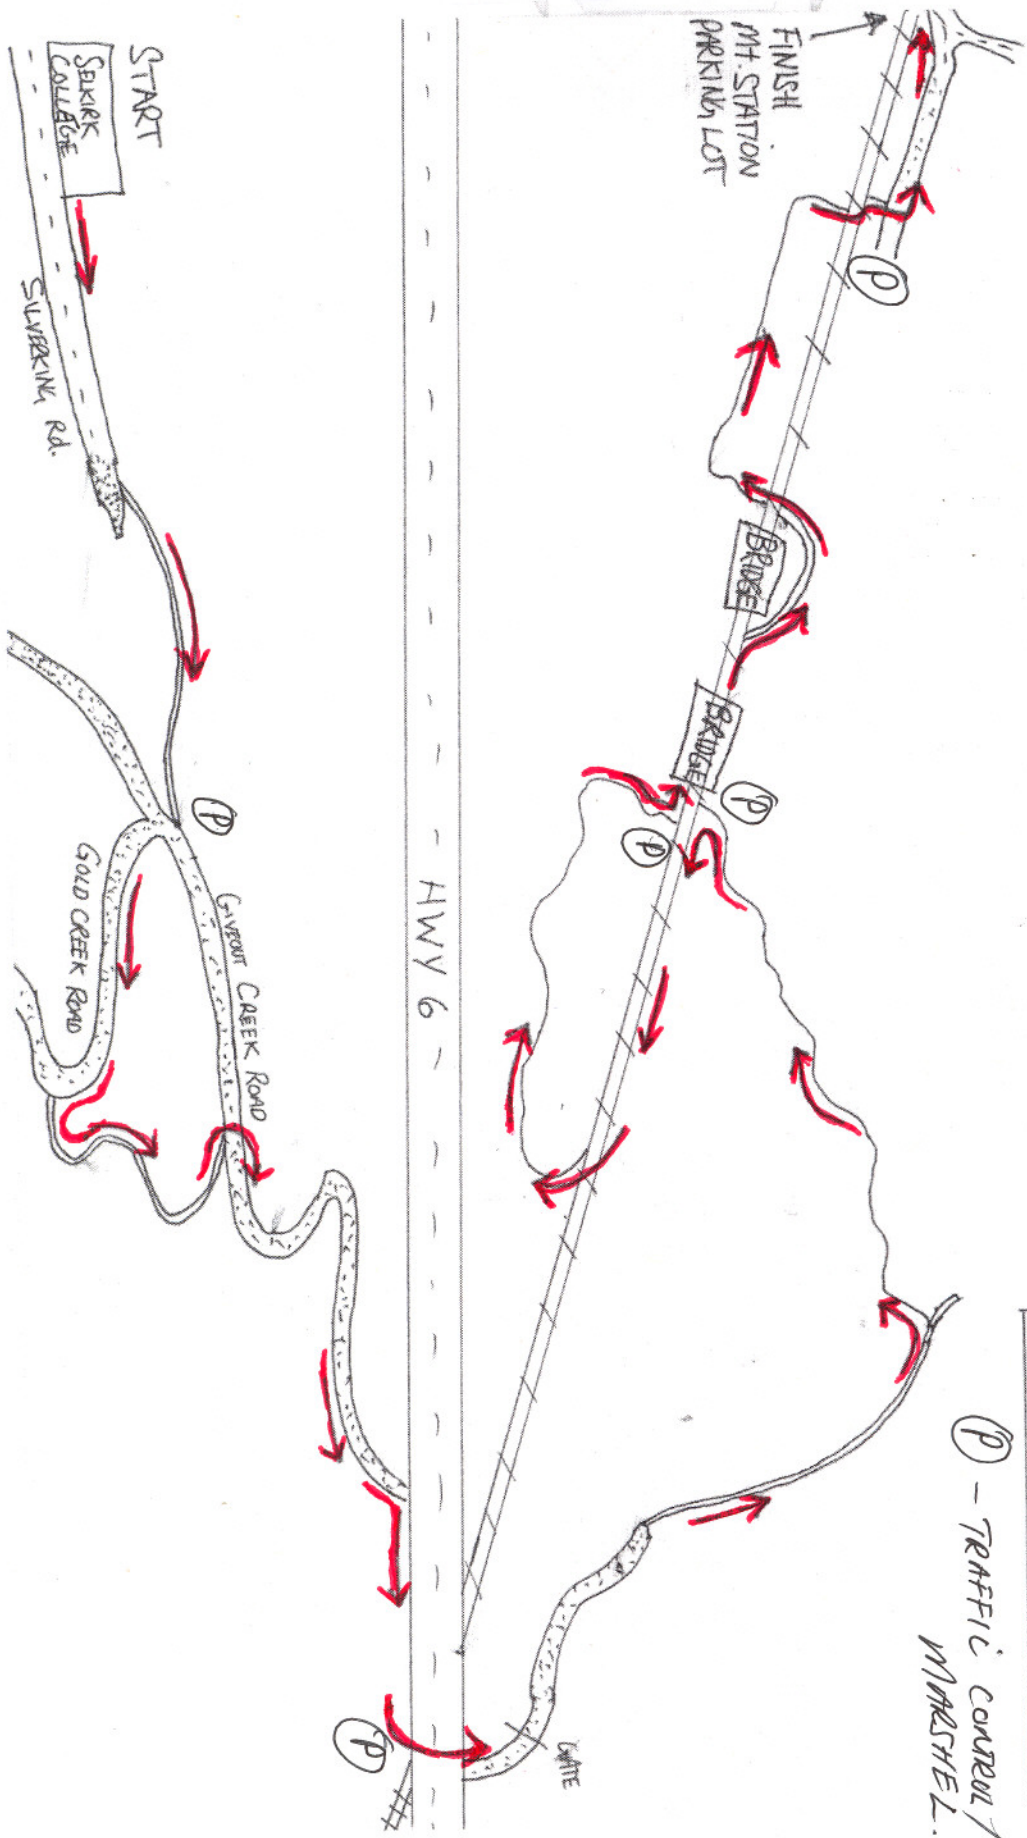 START
SELKIRK
COLLAGE
SILVERKING Rd.
FINISH
Mt. STATION
PARKING LOT
P
BRIDGE
BRIDGE
P
P
P
GOLD CREEK ROAD
GIVEOUT CREEK ROAD
HWY 6
P
GATE
P - TRAFFIC CONTROL /
MARSHEL.